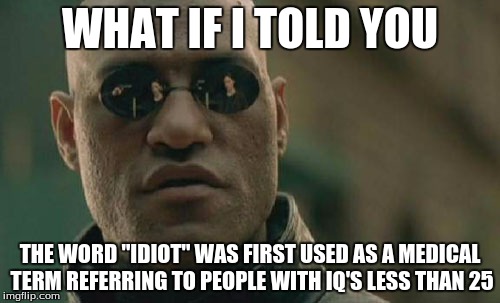 WHAT IF I TOLD YOU
THE WORD "IDIOT" WAS FIRST USED AS A MEDICAL
TERM REFERRING TO PEOPLE WITH IQ'S LESS THAN 25
imgflip.com